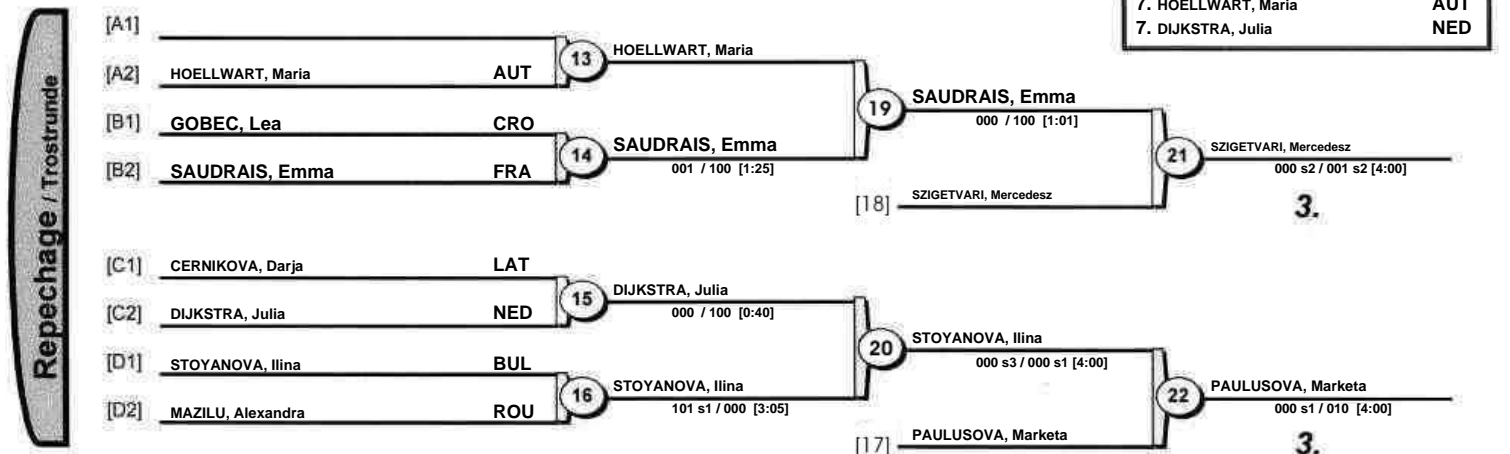 7. HOELLWART, Maria AUT
7. DIJKSTRA, Julia NED
Repechage / Trostrunde
[A1]
[A2] HOELLWART, Maria AUT
13 HOELLWART, Maria
[B1] GOBEC, Lea CRO
[B2] SAUDRAIS, Emma FRA
14 SAUDRAIS, Emma
001 / 100 [1:25]
19 SAUDRAIS, Emma
000 / 100 [1:01]
[18] SZIGETVARI, Mercedesz
21 SZIGETVARI, Mercedesz
000 s2 / 001 s2 [4:00]
3.
[C1] CERNIKOVA, Darja LAT
[C2] DIJKSTRA, Julia NED
15 DIJKSTRA, Julia
000 / 100 [0:40]
[D1] STOYANOVA, Ilina BUL
[D2] MAZILU, Alexandra ROU
16 STOYANOVA, Ilina
101 s1 / 000 [3:05]
20 STOYANOVA, Ilina
000 s3 / 000 s1 [4:00]
[17] PAULUSOVA, Marketa
22 PAULUSOVA, Marketa
000 s1 / 010 [4:00]
3.